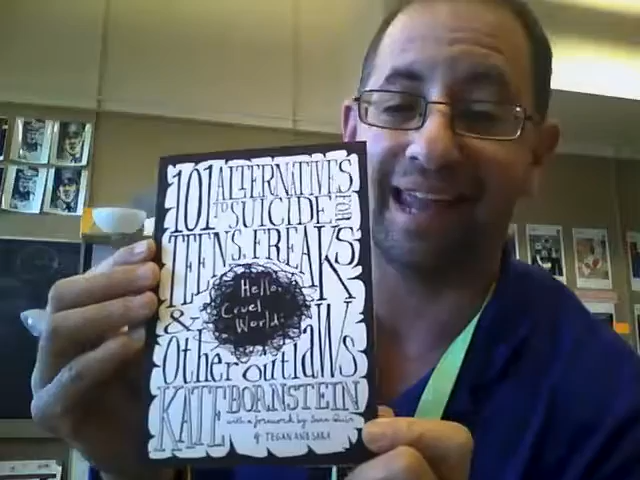 101 ALTERNATIVES
TO SUICIDE FOR
TEENS, FREAKS
Hello,
Cruel
World:
& Other outlaWs
KATE BORNSTEIN
with a foreword by Sara Quin
of TEGAN AND SARA